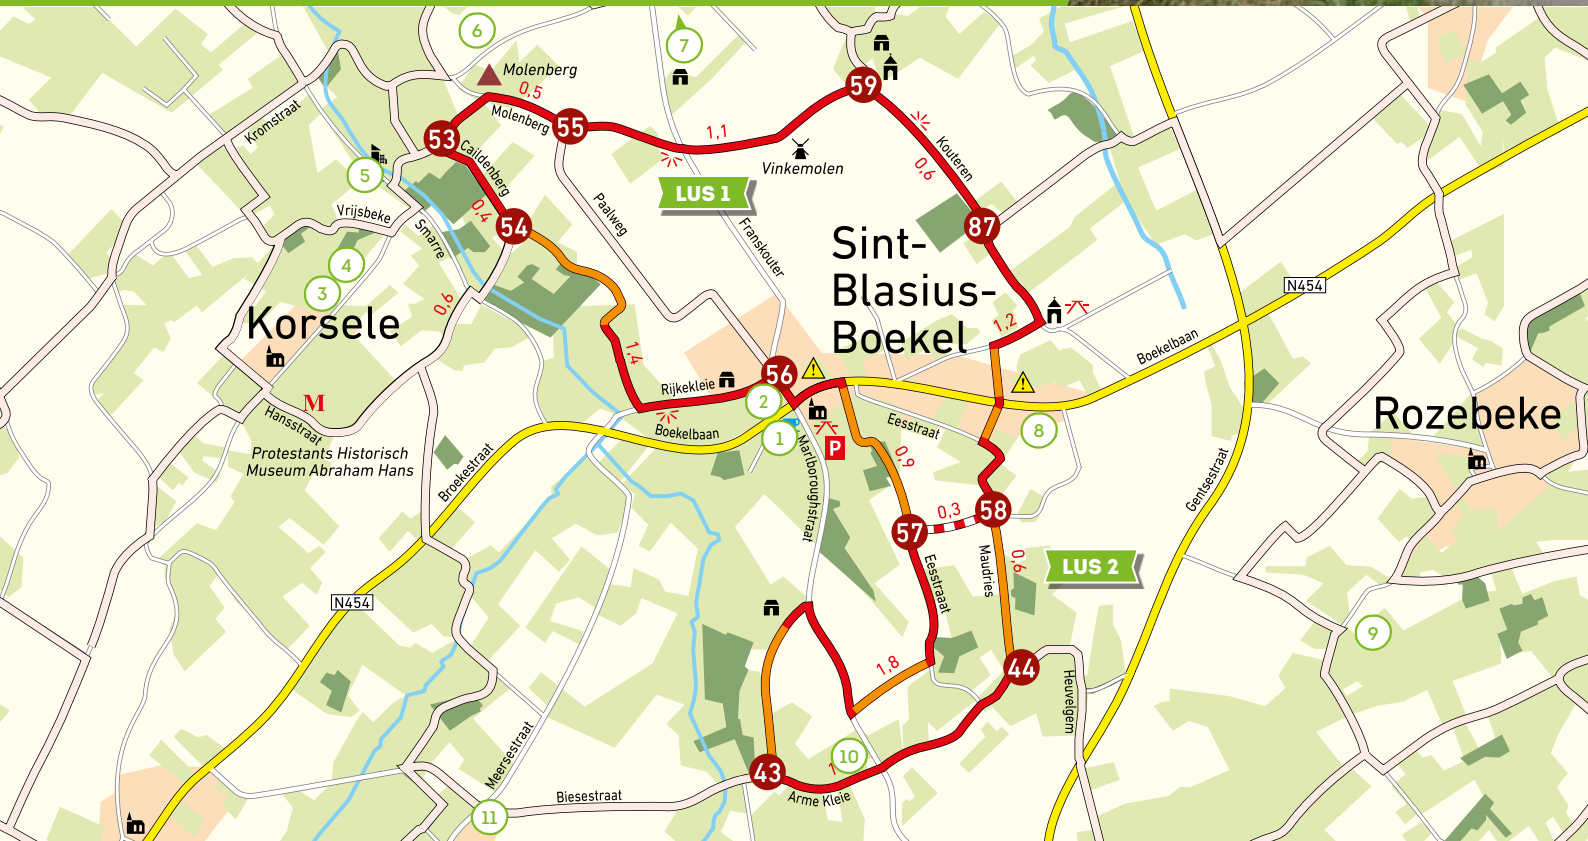 6
7
Molenberg
0,5
59
Kromstraat
53
Molenberg
55
1,1
Caildenberg
Vinkemolen
Kouteren
0,6
5
LUS 1
Vrijsbeke
0,4
Paalweg
54
Smarre
Franskouter
87
Sint-
Blasius-
Boekel
4
3
Korsele
0,6
N454
1,2
1,4
Boekelbaan
Rijkekleie
56
2
M
Hansstraat
Boekelbaan
1
P
Eesstraat
8
Rozebeke
Protestants Historisch
Museum Abraham Hans
Broekestraat
Marlboroughstraat
0,9
Gentsestraat
0,3
58
57
Maudries
0,6
LUS 2
Eesstraaat
N454
9
1,8
44
Heuvelgem
Meersestraat
10
1
43
Arme Kleie
Biesestraat
11